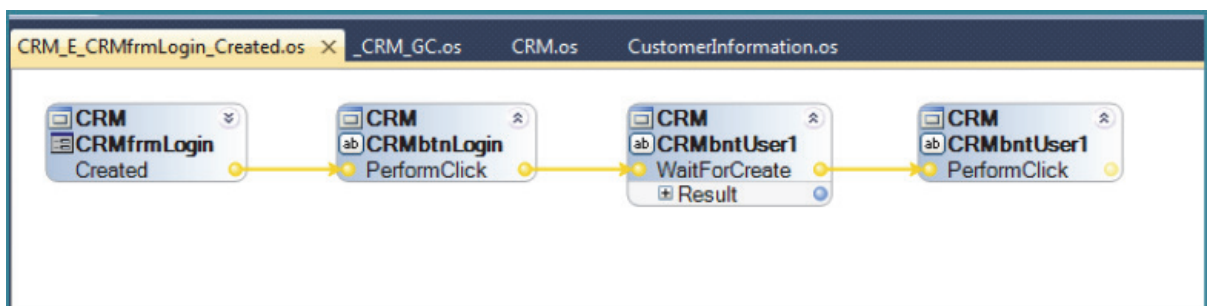 CRM_E_CRMfrmLogin_Created.os _CRM_GC.os CRM.os CustomerInformation.os
CRM
CRMfrmLogin
Created
CRM
CRMbtnLogin
PerformClick
CRM
CRMbntUser1
WaitForCreate
Result
CRM
CRMbntUser1
PerformClick